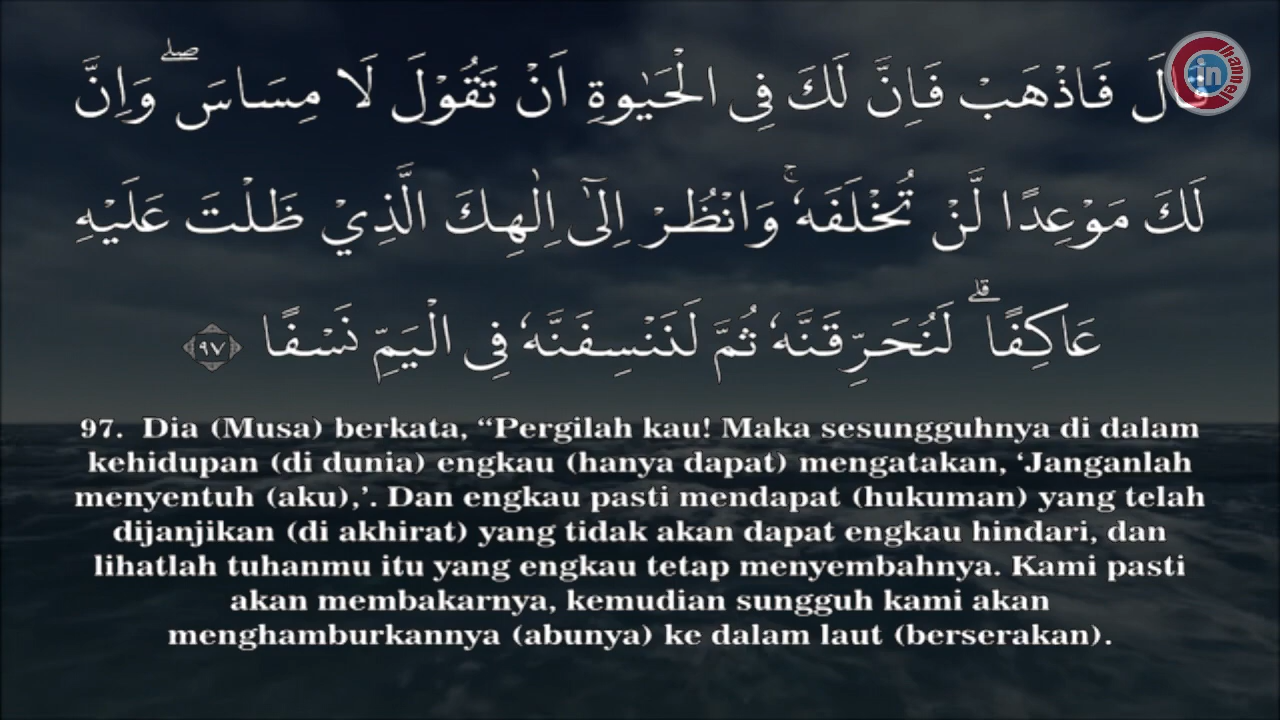 قَالَ فَاذْهَبْ فَاِنَّ لَكَ فِى الْحَيٰوةِ اَنْ تَقُوْلَ لَا مِسَاسَۖ وَاِنَّ
لَكَ مَوْعِدًا لَّنْ تُخْلَفَهٗۚ وَانْظُرْ اِلٰٓى اِلٰهِكَ الَّذِيْ ظَلْتَ عَلَيْهِ
عَاكِفًاۗ لَنُحَرِّقَنَّهٗ ثُمَّ لَنَنْسِفَنَّهٗ فِى الْيَمِّ نَسْفًا ٩٧
97. Dia (Musa) berkata, “Pergilah kau! Maka sesungguhnya di dalam
kehidupan (di dunia) engkau (hanya dapat) mengatakan, ‘Janganlah
menyentuh (aku),’. Dan engkau pasti mendapat (hukuman) yang telah
dijanjikan (di akhirat) yang tidak akan dapat engkau hindari, dan
lihatlah tuhanmu itu yang engkau tetap menyembahnya. Kami pasti
akan membakarnya, kemudian sungguh kami akan
menghamburkannya (abunya) ke dalam laut (berserakan).
in
hannel